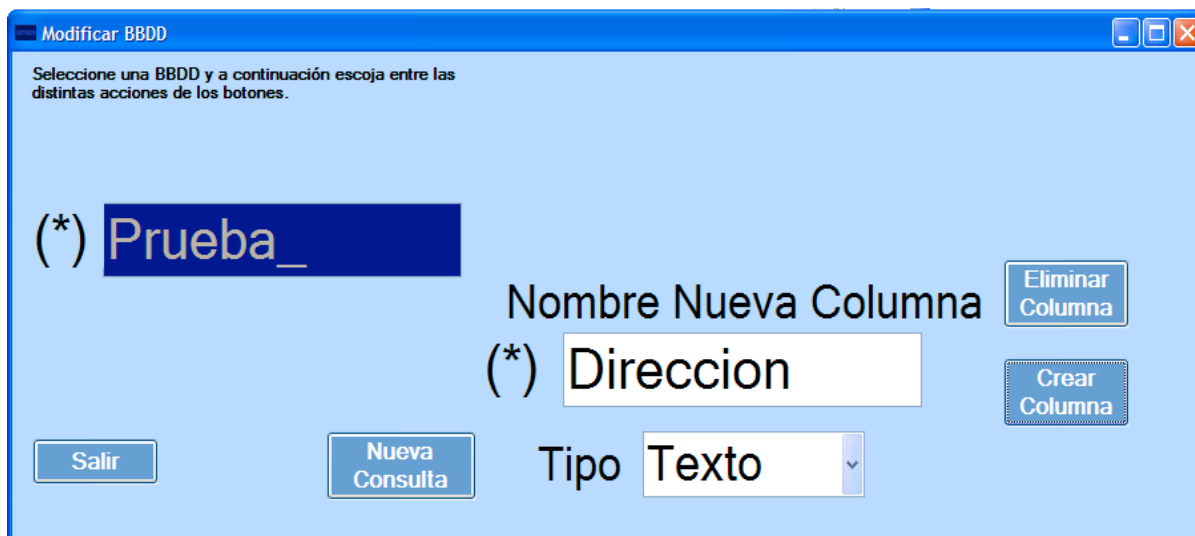 Modificar BBDD
Seleccione una BBDD y a continuación escoja entre las
distintas acciones de los botones.
(*) Prueba_
Nombre Nueva Columna
Eliminar
Columna
(*) Direccion
Crear
Columna
Salir
Nueva
Consulta
Tipo Texto